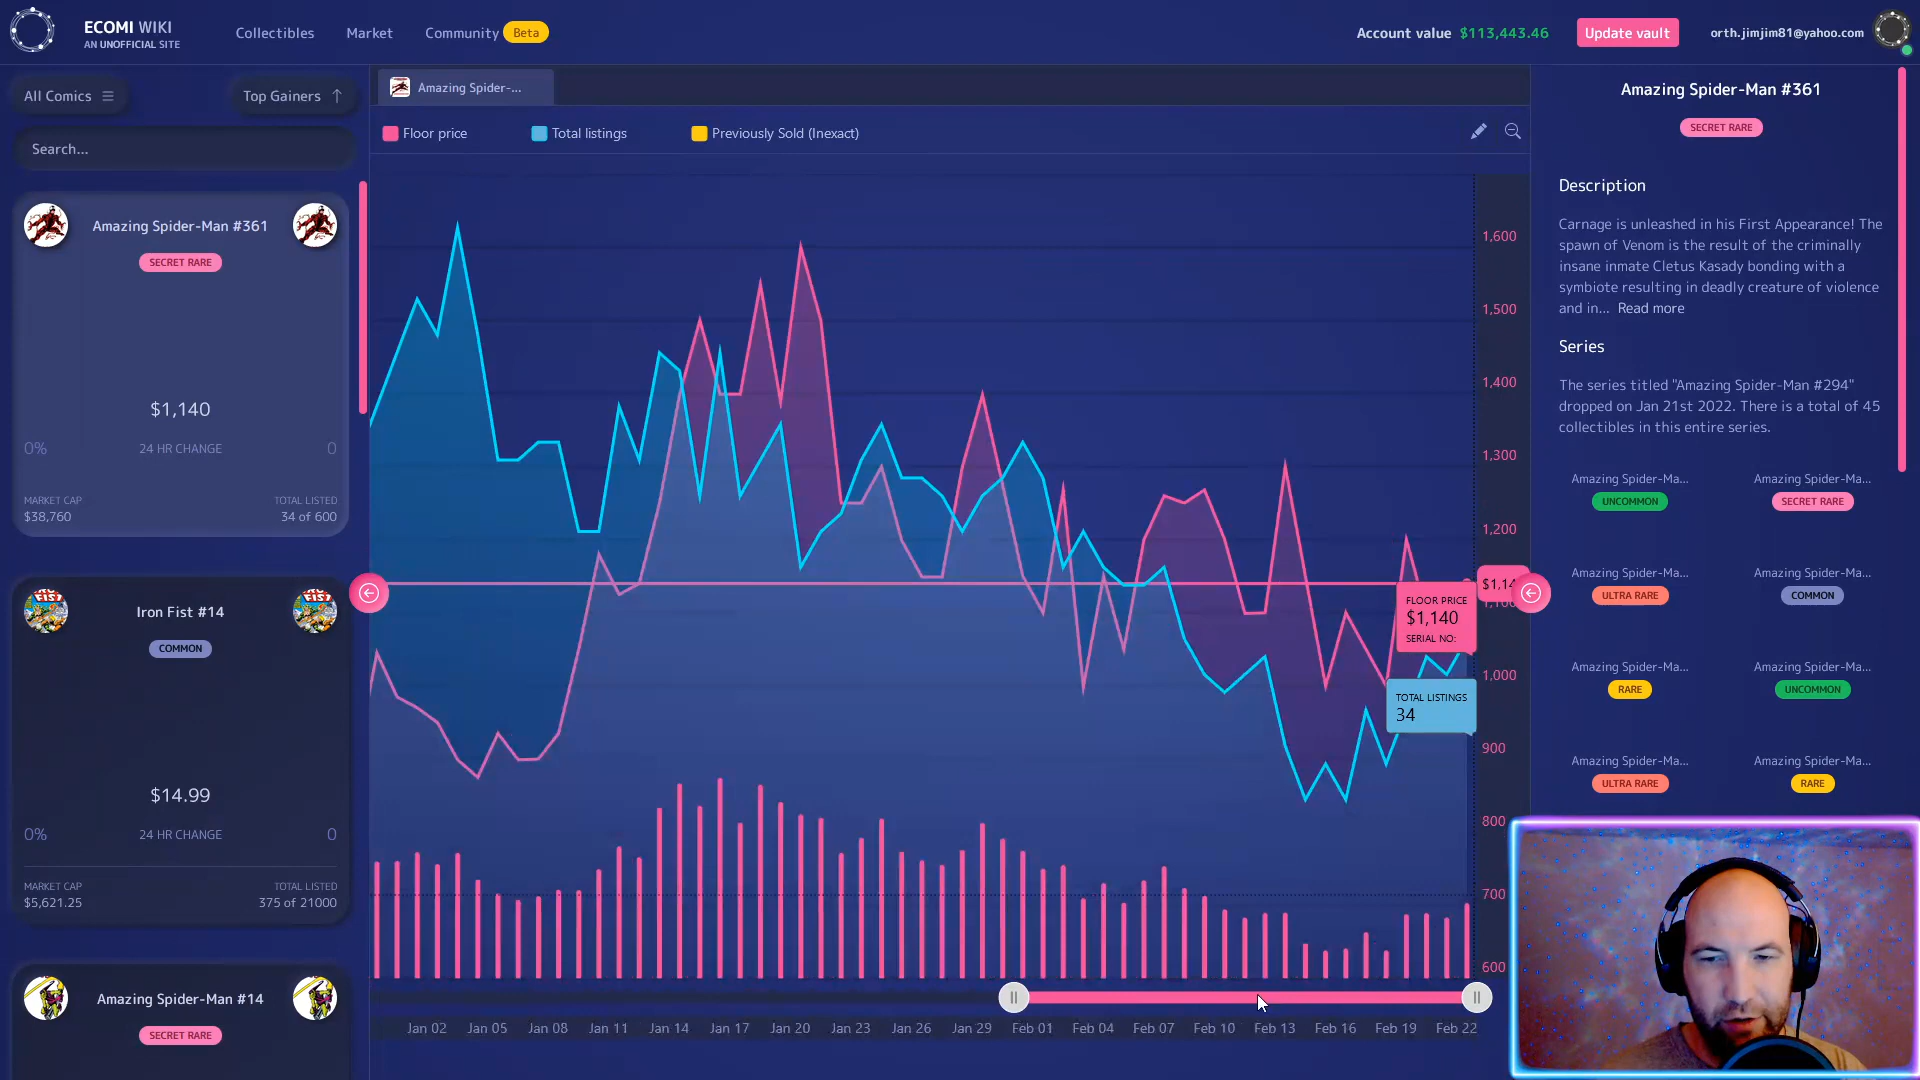 ECOMI WIKI
AN UNOFFICIAL SITE
Collectibles
Market
Community
Beta
Account value $113,443.46
Update vault
orth.jimjim81@yahoo.com
All Comics
Top Gainers
Search...
Amazing Spider-Man #361
SECRET RARE
$1,140
0%
24 HR CHANGE
0
MARKET CAP
TOTAL LISTED
$38,760
34 of 600
Iron Fist #14
COMMON
$14.99
0%
24 HR CHANGE
0
MARKET CAP
TOTAL LISTED
$5,621.25
375 of 21000
Amazing Spider-Man #14
SECRET RARE
Amazing Spider-...
Floor price
Total listings
Previously Sold (Inexact)
1,600
1,500
1,400
1,300
1,200
$1,14
1,100
1,000
900
800
700
600
FLOOR PRICE
$1,140
SERIAL NO:
TOTAL LISTINGS
34
Jan 02
Jan 05
Jan 08
Jan 11
Jan 14
Jan 17
Jan 20
Jan 23
Jan 26
Jan 29
Feb 01
Feb 04
Feb 07
Feb 10
Feb 13
Feb 16
Feb 19
Feb 22
Amazing Spider-Man #361
SECRET RARE
Description
Carnage is unleashed in his First Appearance! The
spawn of Venom is the result of the criminally
insane inmate Cletus Kasady bonding with a
symbiote resulting in deadly creature of violence
and in... Read more
Series
The series titled "Amazing Spider-Man #294"
dropped on Jan 21st 2022. There is a total of 45
collectibles in this entire series.
Amazing Spider-Ma...
UNCOMMON
Amazing Spider-Ma...
SECRET RARE
Amazing Spider-Ma...
ULTRA RARE
Amazing Spider-Ma...
COMMON
Amazing Spider-Ma...
RARE
Amazing Spider-Ma...
UNCOMMON
Amazing Spider-Ma...
ULTRA RARE
Amazing Spider-Ma...
RARE